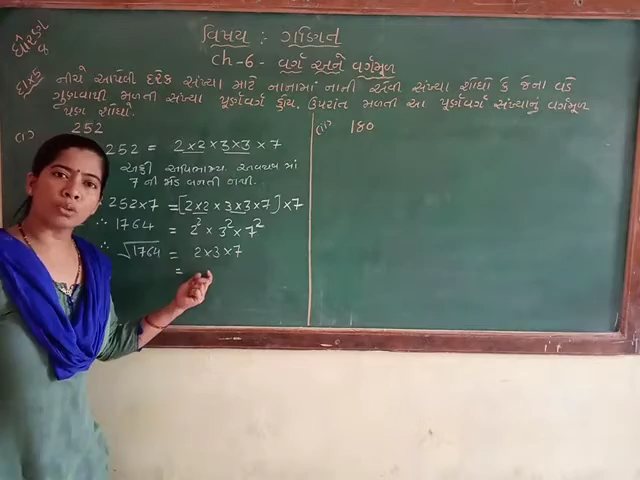 ધોરણ ૮
વિષય : ગણિત
Ch-6- વર્ગ અને વર્ગમૂળ
દાખલો નીચે આપેલી દરેક સંખ્યા માટે નાનામાં નાની એવી સંખ્યા શોધો કે જેના વડે
ગુણવાથી મળતી સંખ્યા પૂર્ણવર્ગ હોય. ઉપરાંત મળતી આ પૂર્ણવર્ગ સંખ્યાનું વર્ગમૂળ
પણ શોધો.
252
252 = 2×2×3×3×7
અહીં અવિભાજ્ય અવયવ માં
7 ની જોડ બનતી નથી.
252×7 = [2×2×3×3×7]×7
∴ 1764 = 2²×3²×7²
∴ √1764 = 2×3×7
=
180